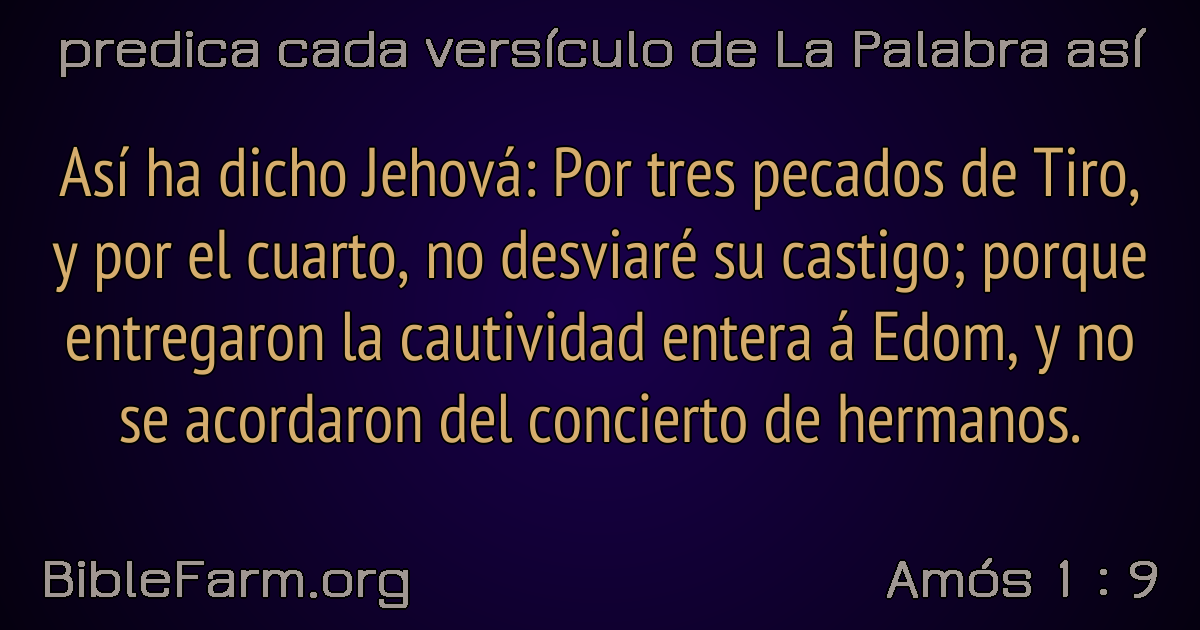 predica cada versículo de La Palabra así
Así ha dicho Jehová: Por tres pecados de Tiro,
y por el cuarto, no desviaré su castigo; porque
entregaron la cautividad entera á Edom, y no
se acordaron del concierto de hermanos.
BibleFarm.org
Amós 1 : 9